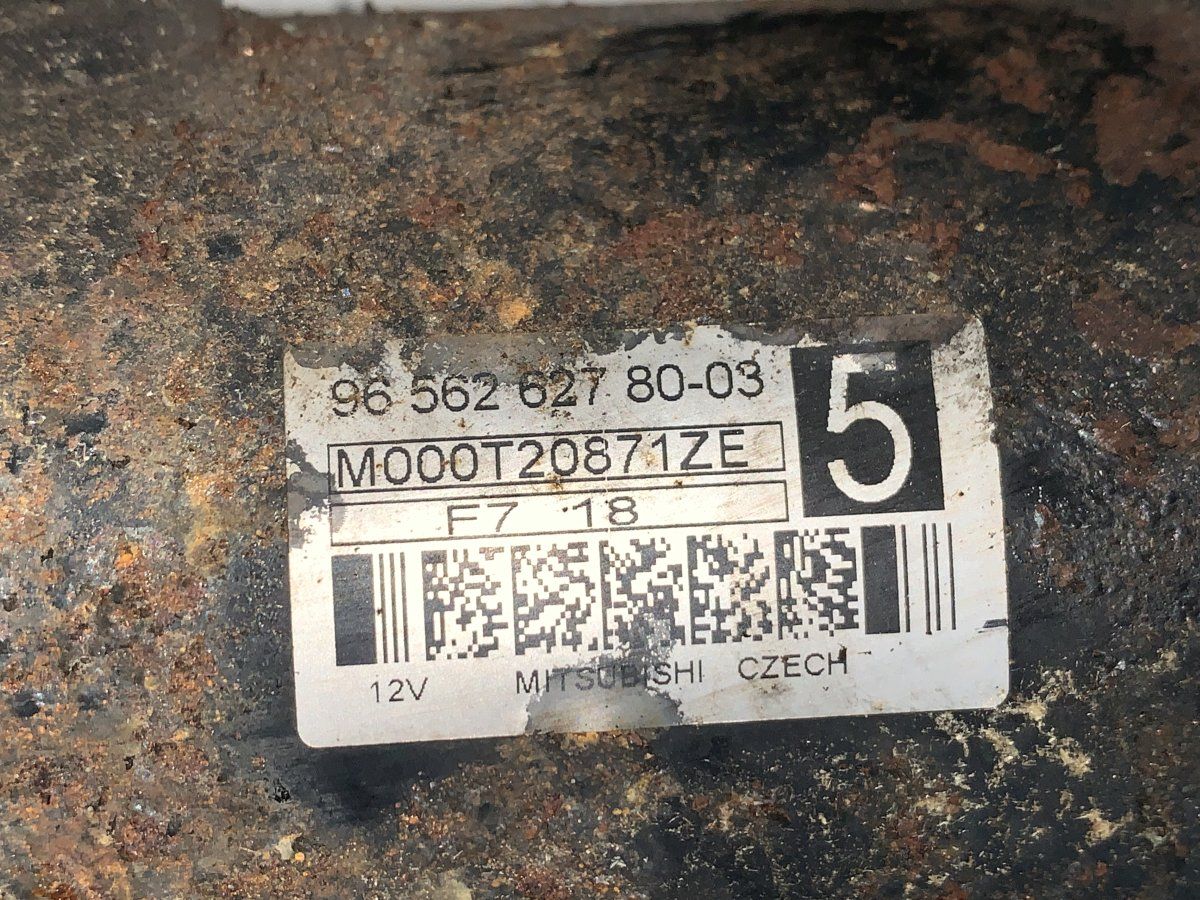 96 562 627 80-03
5
M000T20871ZE
F7 18
12V MITSUBISHI CZECH